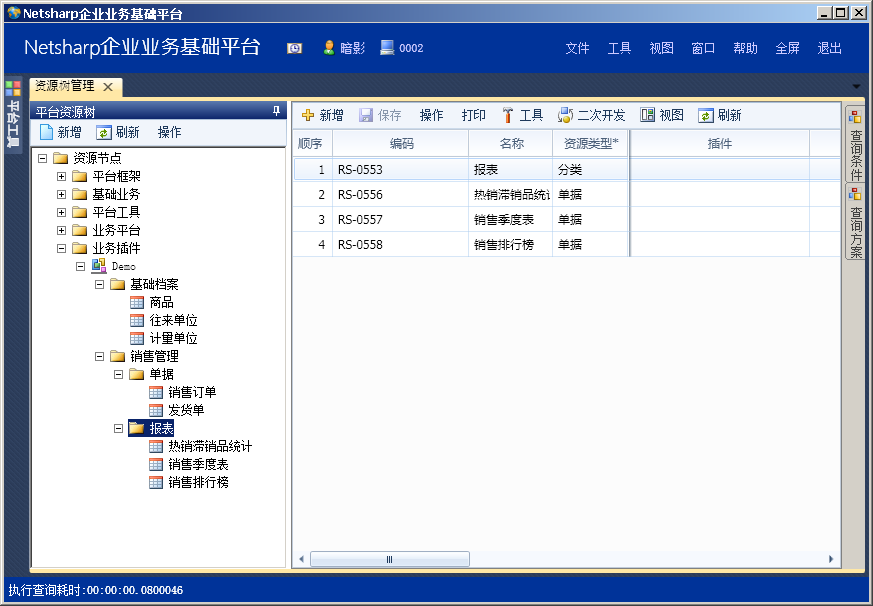 Netsharp企业业务基础平台
Netsharp企业业务基础平台 暗影 0002 文件 工具 视图 窗口 帮助 全屏 退出
平台工具
资源树管理
平台资源树
新增 刷新 操作
资源节点
平台框架
基础业务
平台工具
业务平台
业务插件
Demo
基础档案
商品
往来单位
计量单位
销售管理
单据
销售订单
发货单
报表
热销滞销品统计
销售季度表
销售排行榜
新增 保存 操作 打印 工具 二次开发 视图 刷新
顺序 编码 名称 资源类型* 插件
1 RS-0553 报表 分类
2 RS-0556 热销滞销品统计 单据
3 RS-0557 销售季度表 单据
4 RS-0558 销售排行榜 单据
查询条件
查询方案
执行查询耗时:00:00:00.0800046